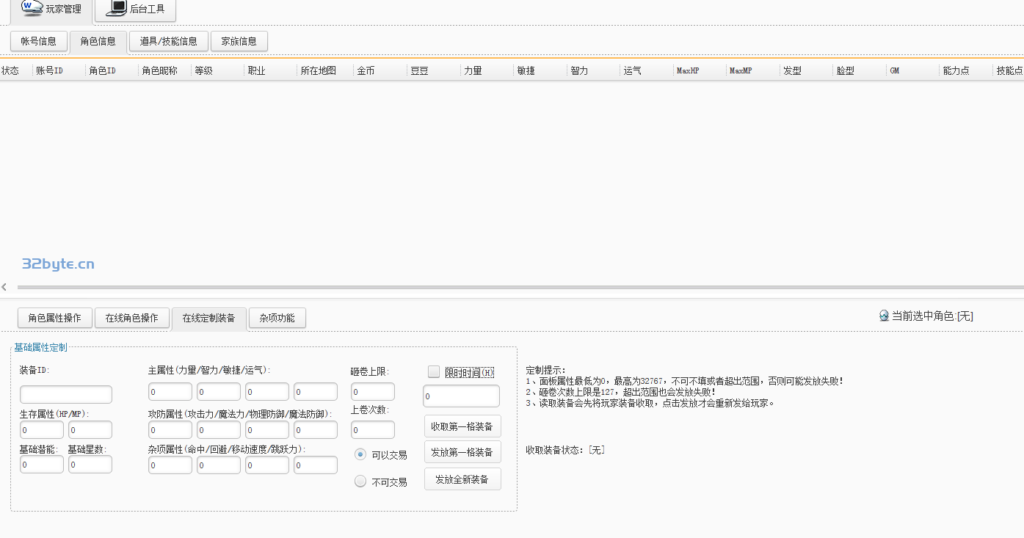 玩家管理 后台工具
帐号信息 角色信息 道具/技能信息 家族信息
状态 账号ID 角色ID 角色昵称 等级 职业 所在地图 金币 豆豆 力量 敏捷 智力 运气 MaxHP MaxMP 发型 脸型 GM 能力点 技能点
32byte.cn
角色属性操作 在线角色操作 在线定制装备 杂项功能 当前选中角色:[无]
基础属性定制
装备ID: 主属性(力量/智力/敏捷/运气): 砸卷上限: 限时时间(H)
0 0 0 0 0 0
生存属性(HP/MP): 攻防属性(攻击力/魔法力/物理防御/魔法防御): 上卷次数:
0 0 0 0 0 0 0 收取第一格装备
基础潜能: 基础星数: 杂项属性(命中/回避/移动速度/跳跃力): 可以交易 发放第一格装备
0 0 0 0 0 0 不可交易 发放全新装备
定制提示:
1、面板属性最低为0，最高为32767，不可不填或者超出范围，否则可能发放失败!
2、砸卷次数上限是127，超出范围也会发放失败!
3、读取装备会先将玩家装备收取，点击发放才会重新发给玩家。
收取装备状态: [无]